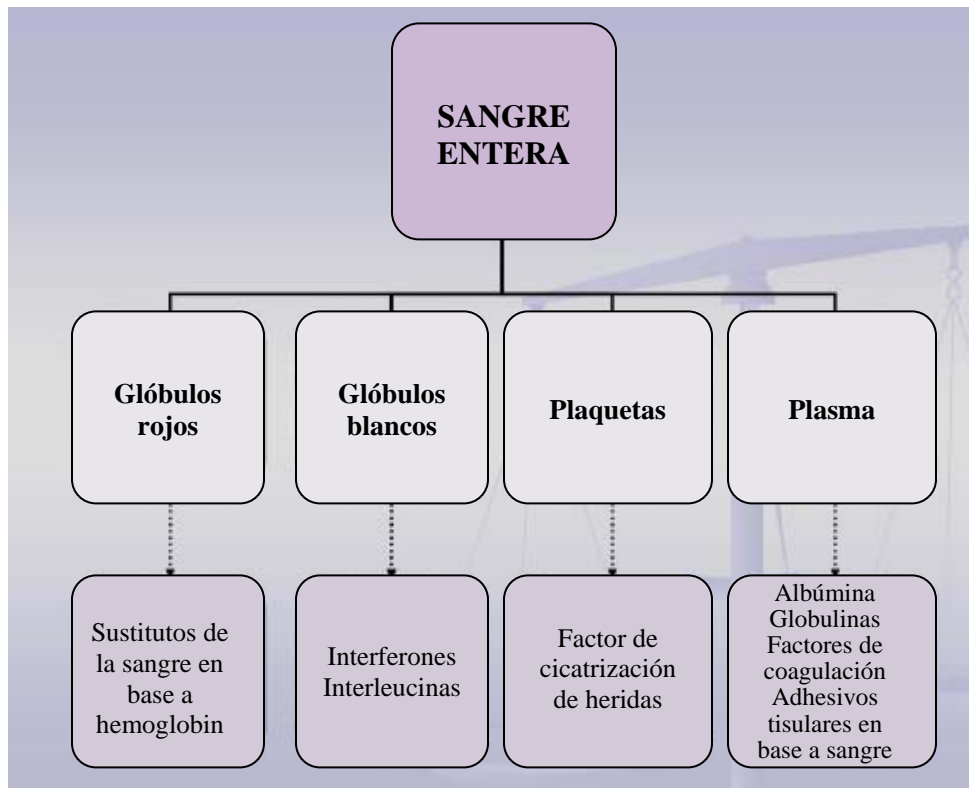 SANGRE
ENTERA
Glóbulos
rojos
Glóbulos
blancos
Plaquetas
Plasma
Sustitutos de
la sangre en
base a
hemoglobin
Interferones
Interleucinas
Factor de
cicatrización
de heridas
Albúmina
Globulinas
Factores de
coagulación
Adhesivos
tisulares en
base a sangre